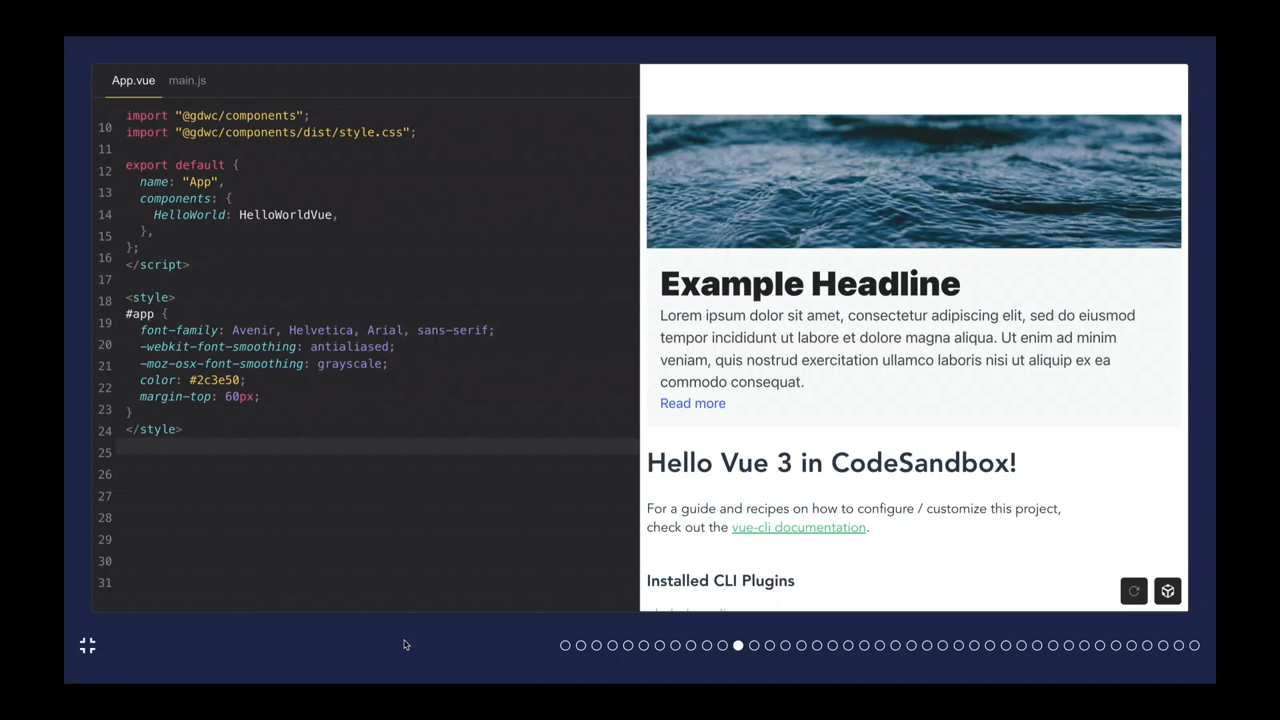 App.vue main.js
10
11
12
13
14
15
16
17
18
19
20
21
22
23
24
25
26
27
28
29
30
31
import "@gdwc/components";
import "@gdwc/components/dist/style.css";
export default {
name: "App",
components: {
HelloWorld: HelloWorldVue,
},
};
</script>
<style>
#app {
font-family: Avenir, Helvetica, Arial, sans-serif;
-webkit-font-smoothing: antialiased;
-moz-osx-font-smoothing: grayscale;
color: #2c3e50;
margin-top: 60px;
}
</style>
Example Headline
Lorem ipsum dolor sit amet, consectetur adipiscing elit, sed do eiusmod
tempor incididunt ut labore et dolore magna aliqua. Ut enim ad minim
veniam, quis nostrud exercitation ullamco laboris nisi ut aliquip ex ea
commodo consequat.
Read more
Hello Vue 3 in CodeSandbox!
For a guide and recipes on how to configure / customize this project,
check out the vue-cli documentation.
Installed CLI Plugins